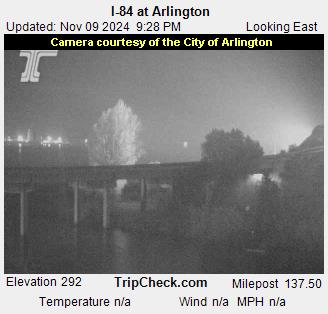 I-84 at Arlington
Updated: Nov 09 2024 9:28 PM Looking East
Camera courtesy of the City of Arlington
Elevation 292 TripCheck.com Milepost 137.50
Temperature n/a Wind n/a MPH n/a